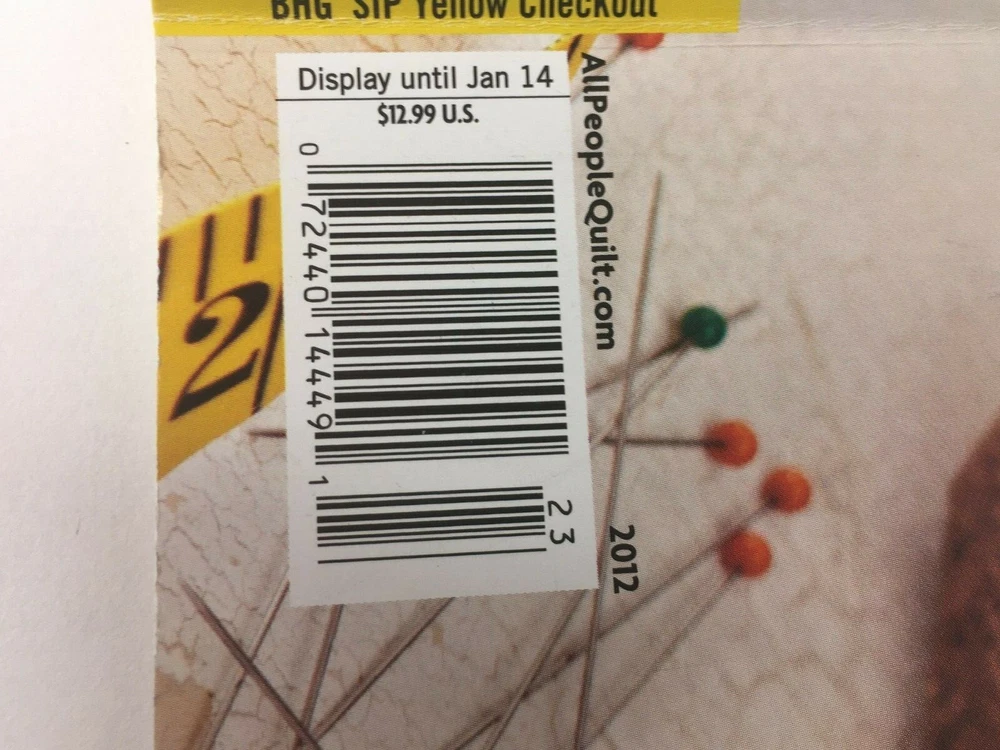 BHG SIP Yellow Checkout
Display until Jan 14
$12.99 U.S.
0 72440 14449 1
23
AllPeopleQuilt.com
2012
2